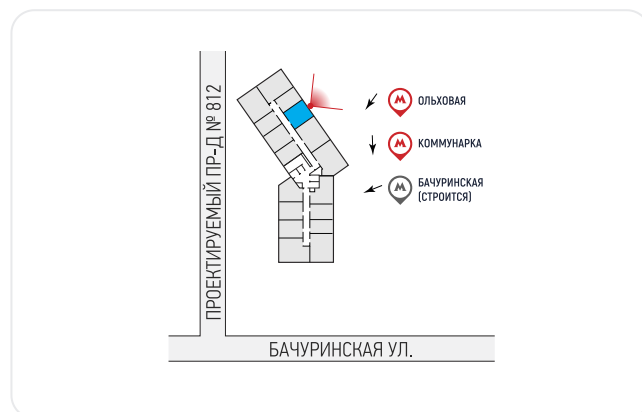 ПРОЕКТИРУЕМЫЙ ПР-Д № 812
М ОЛЬХОВАЯ
М КОММУНАРКА
М БАЧУРИНСКАЯ
(СТРОИТСЯ)
БАЧУРИНСКАЯ УЛ.